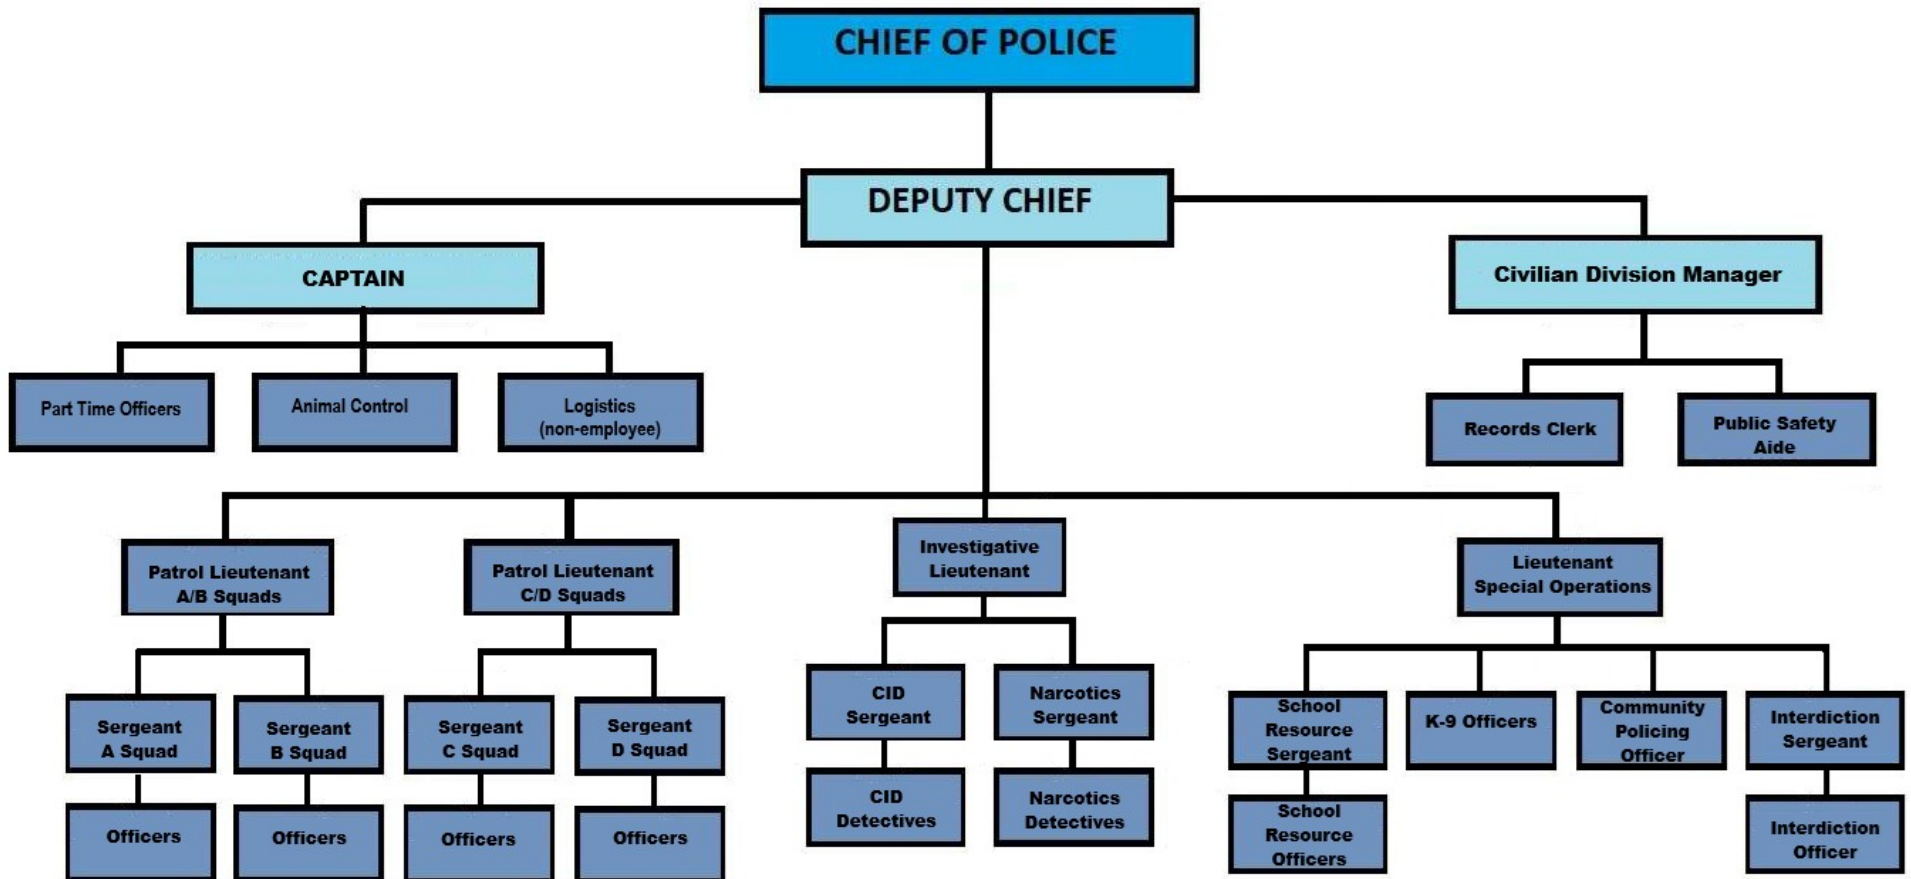 CHIEF OF POLICE
DEPUTY CHIEF
CAPTAIN
Civilian Division Manager
Part Time Officers
Animal Control
Logistics
(non-employee)
Records Clerk
Public Safety
Aide
Patrol Lieutenant
A/B Squads
Patrol Lieutenant
C/D Squads
Investigative
Lieutenant
Lieutenant
Special Operations
Sergeant
A Squad
Sergeant
B Squad
Sergeant
C Squad
Sergeant
D Squad
CID
Sergeant
Narcotics
Sergeant
School
Resource
Sergeant
K-9 Officers
Community
Policing
Officer
Interdiction
Sergeant
Officers
Officers
Officers
Officers
CID
Detectives
Narcotics
Detectives
School
Resource
Officers
Interdiction
Officer